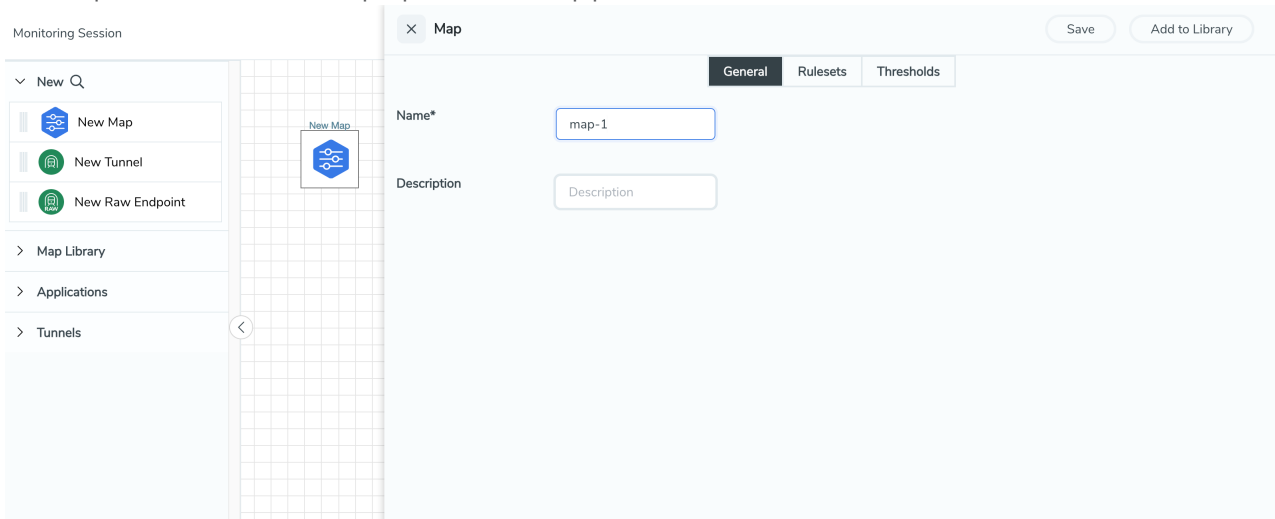 Monitoring Session
New
New Map
New Tunnel
RAW
New Raw Endpoint
Map Library
Applications
Tunnels
New Map
Map
Save
Add to Library
General
Rulesets
Thresholds
Name*
map-1
Description
Description